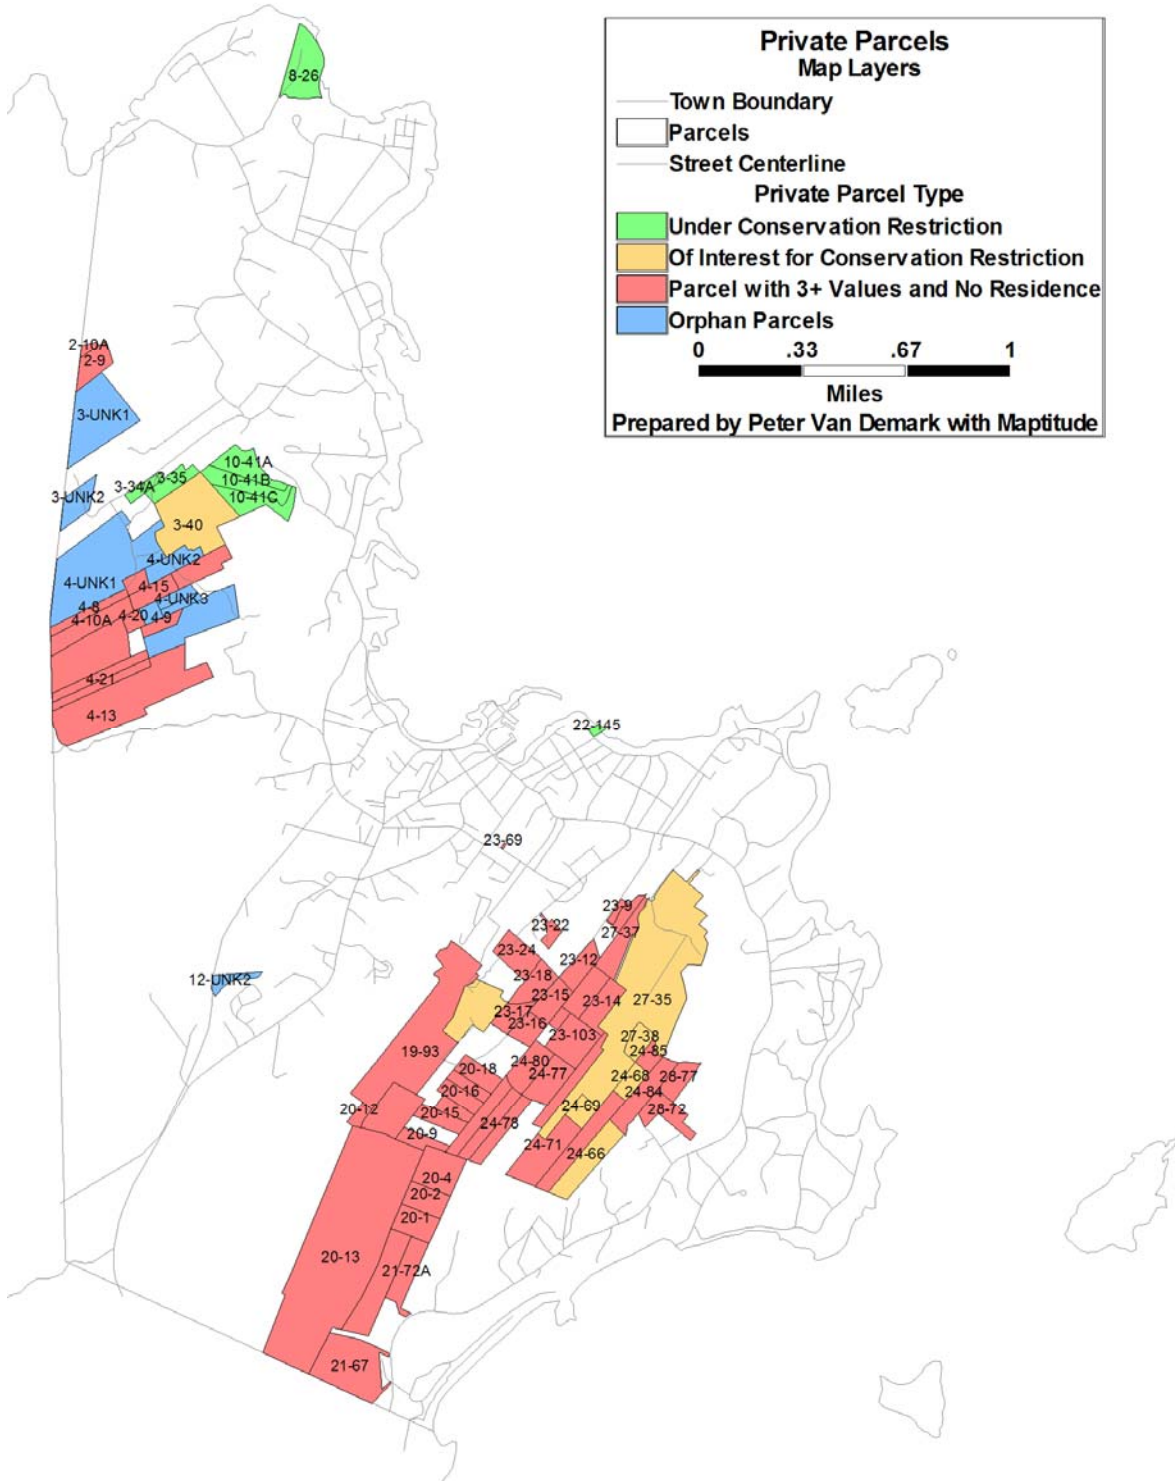 Private Parcels
Map Layers
Town Boundary
Parcels
Street Centerline
Private Parcel Type
Under Conservation Restriction
Of Interest for Conservation Restriction
Parcel with 3+ Values and No Residence
Orphan Parcels
0 .33 .67 1
Miles
Prepared by Peter Van Demark with Maptitude
8-26
2-10A
2-9
3-UNK1
10-41A
3-35
10-41B
3-34A
10-41C
3-UNK2
3-40
4-UNK2
4-UNK1
4-15
4-UNK3
4-8
4-10A
4-20
4-9
4-21
4-13
22-145
23-69
23-9
23-22
27-37
23-24
23-12
23-18
12-UNK2
23-15
23-14
27-35
23-17
23-16
23-103
27-38
19-93
24-85
24-80
20-18
24-77
24-68
28-77
20-16
24-84
20-12
20-15
24-69
28-72
24-78
20-9
24-71
24-66
20-4
20-2
20-1
20-13
21-72A
21-67